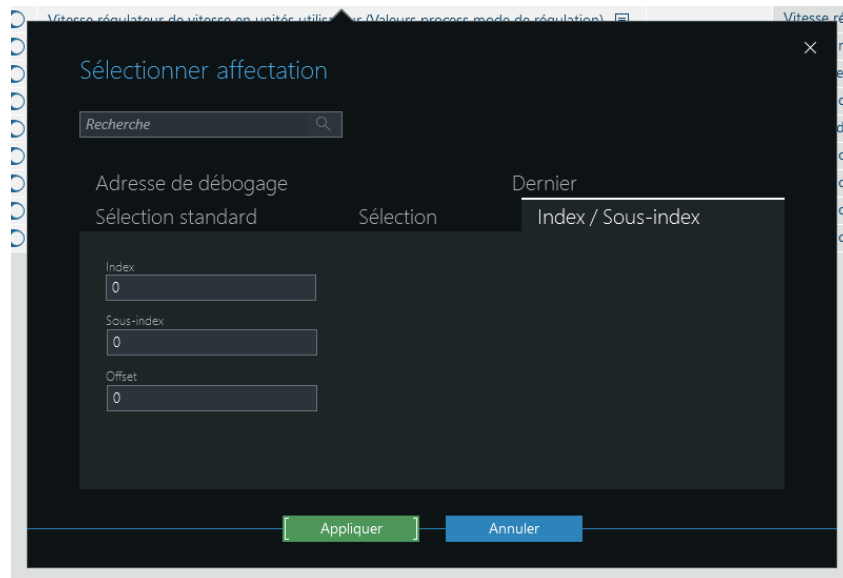 Vitesse régulateur de vitesse en unités utilisateur (Valeurs process mode de régulation)
Vitesse ré
Sélectionner affectation
Recherche
Adresse de débogage
Dernier
Sélection standard
Sélection
Index / Sous-index
Index
0
Sous-index
0
Offset
0
Appliquer
Annuler